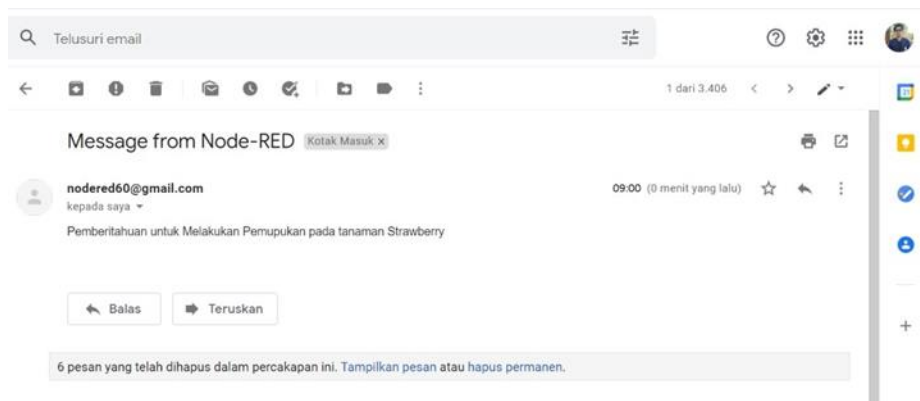 Telusuri email
1 dari 3.406
Message from Node-RED Kotak Masuk x
nodered60@gmail.com 09:00 (0 menit yang lalu)
kepada saya
Pemberitahuan untuk Melakukan Pemupukan pada tanaman Strawberry
Balas Teruskan
6 pesan yang telah dihapus dalam percakapan ini. Tampilkan pesan atau hapus permanen.